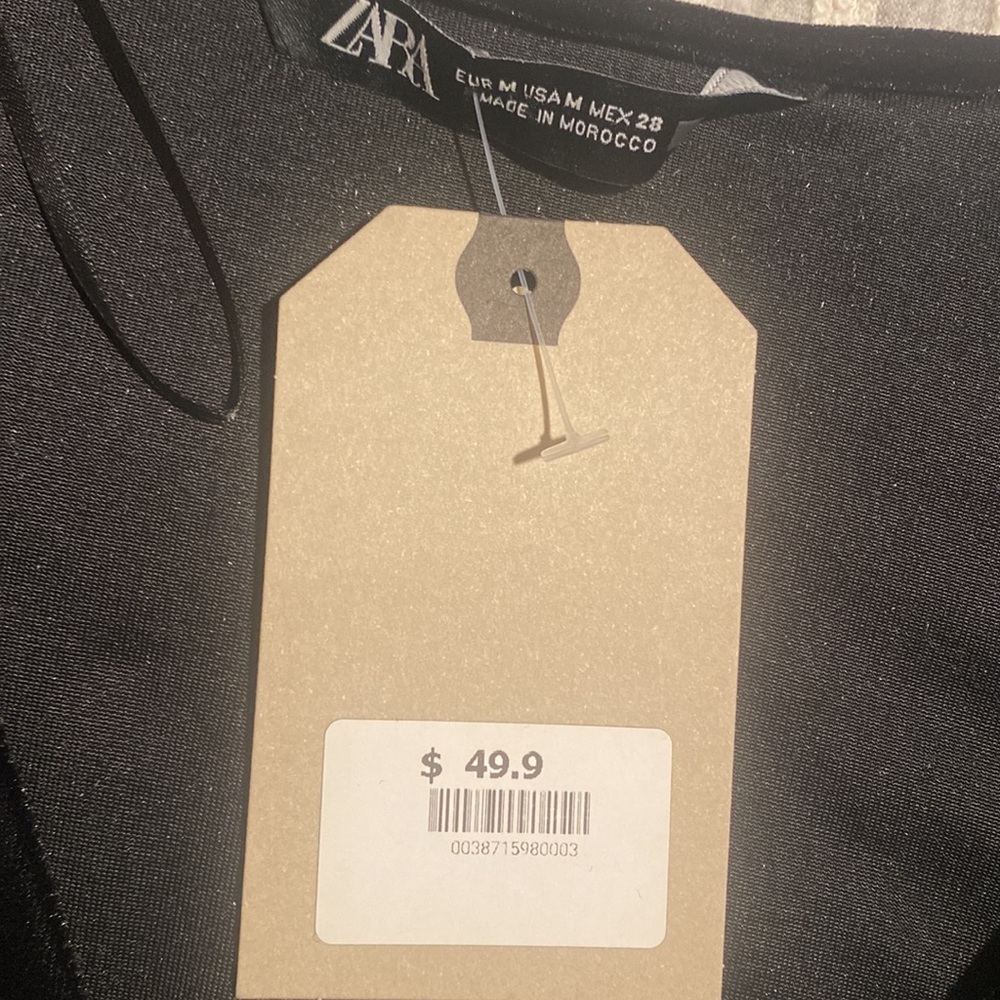 ZARA
EUR M USA M MEX 28
MADE IN MOROCCO
$ 49.9
0038715980003